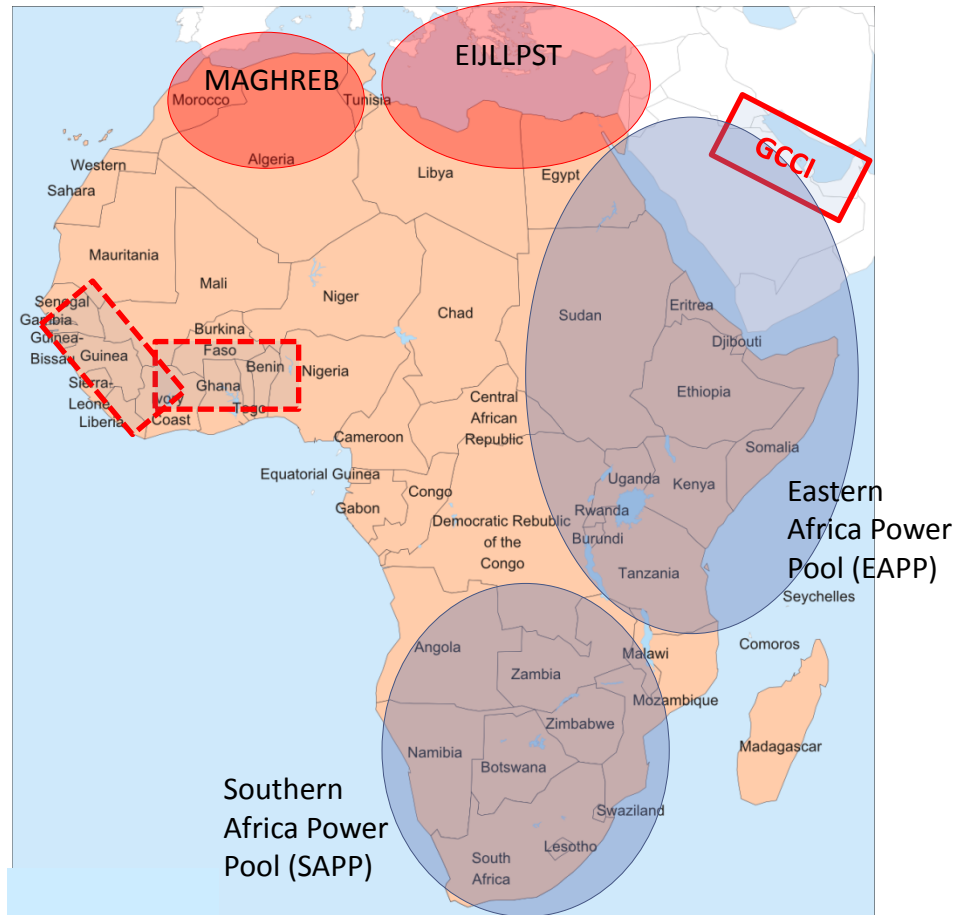 EIJLLPST
MAGHREB
Morocco
Tunisia
GCCI
Algeria
Western
Sahara
Libya
Egypt
Mauritania
Mali
Niger
Chad
Sudan
Eritrea
Senegal
Gambia
Guinea-
Bissau
Guinea
Burkina
Faso
Djibouti
Benin
Nigeria
Sierra-
Leone
Ghana
Ethiopia
Ivory
Coast
Togo
Liberia
Central
African
Republic
Cameroon
Somalia
Equatorial Guinea
Uganda
Kenya
Congo
Gabon
Rwanda
Democratic Republic
of the
Congo
Burundi
Tanzania
Eastern
Africa Power
Pool (EAPP)
Seychelles
Comoros
Angola
Malawi
Zambia
Mozambique
Zimbabwe
Madagascar
Namibia
Botswana
Southern
Africa Power
Pool (SAPP)
Swaziland
Lesotho
South
Africa